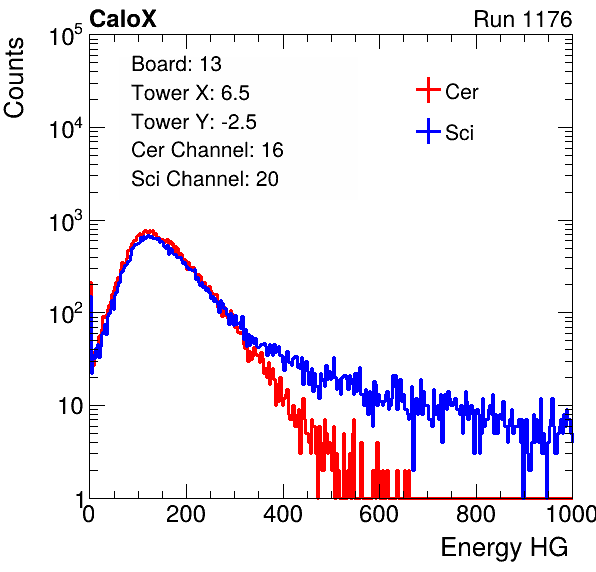 CaloX Run 1176
Counts
10^5
10^4
10^3
10^2
10
1
Board: 13
Tower X: 6.5
Tower Y: -2.5
Cer Channel: 16
Sci Channel: 20
Cer
Sci
0 200 400 600 800 1000
Energy HG